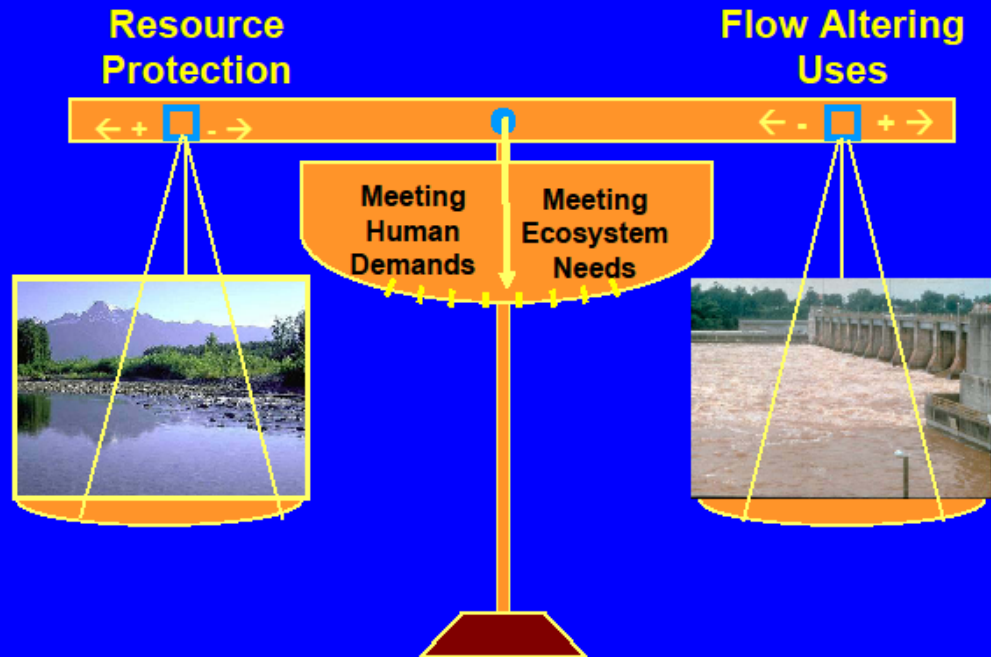 Resource
Protection
Flow Altering
Uses
← + - →
← - + →
Meeting
Human
Demands
Meeting
Ecosystem
Needs